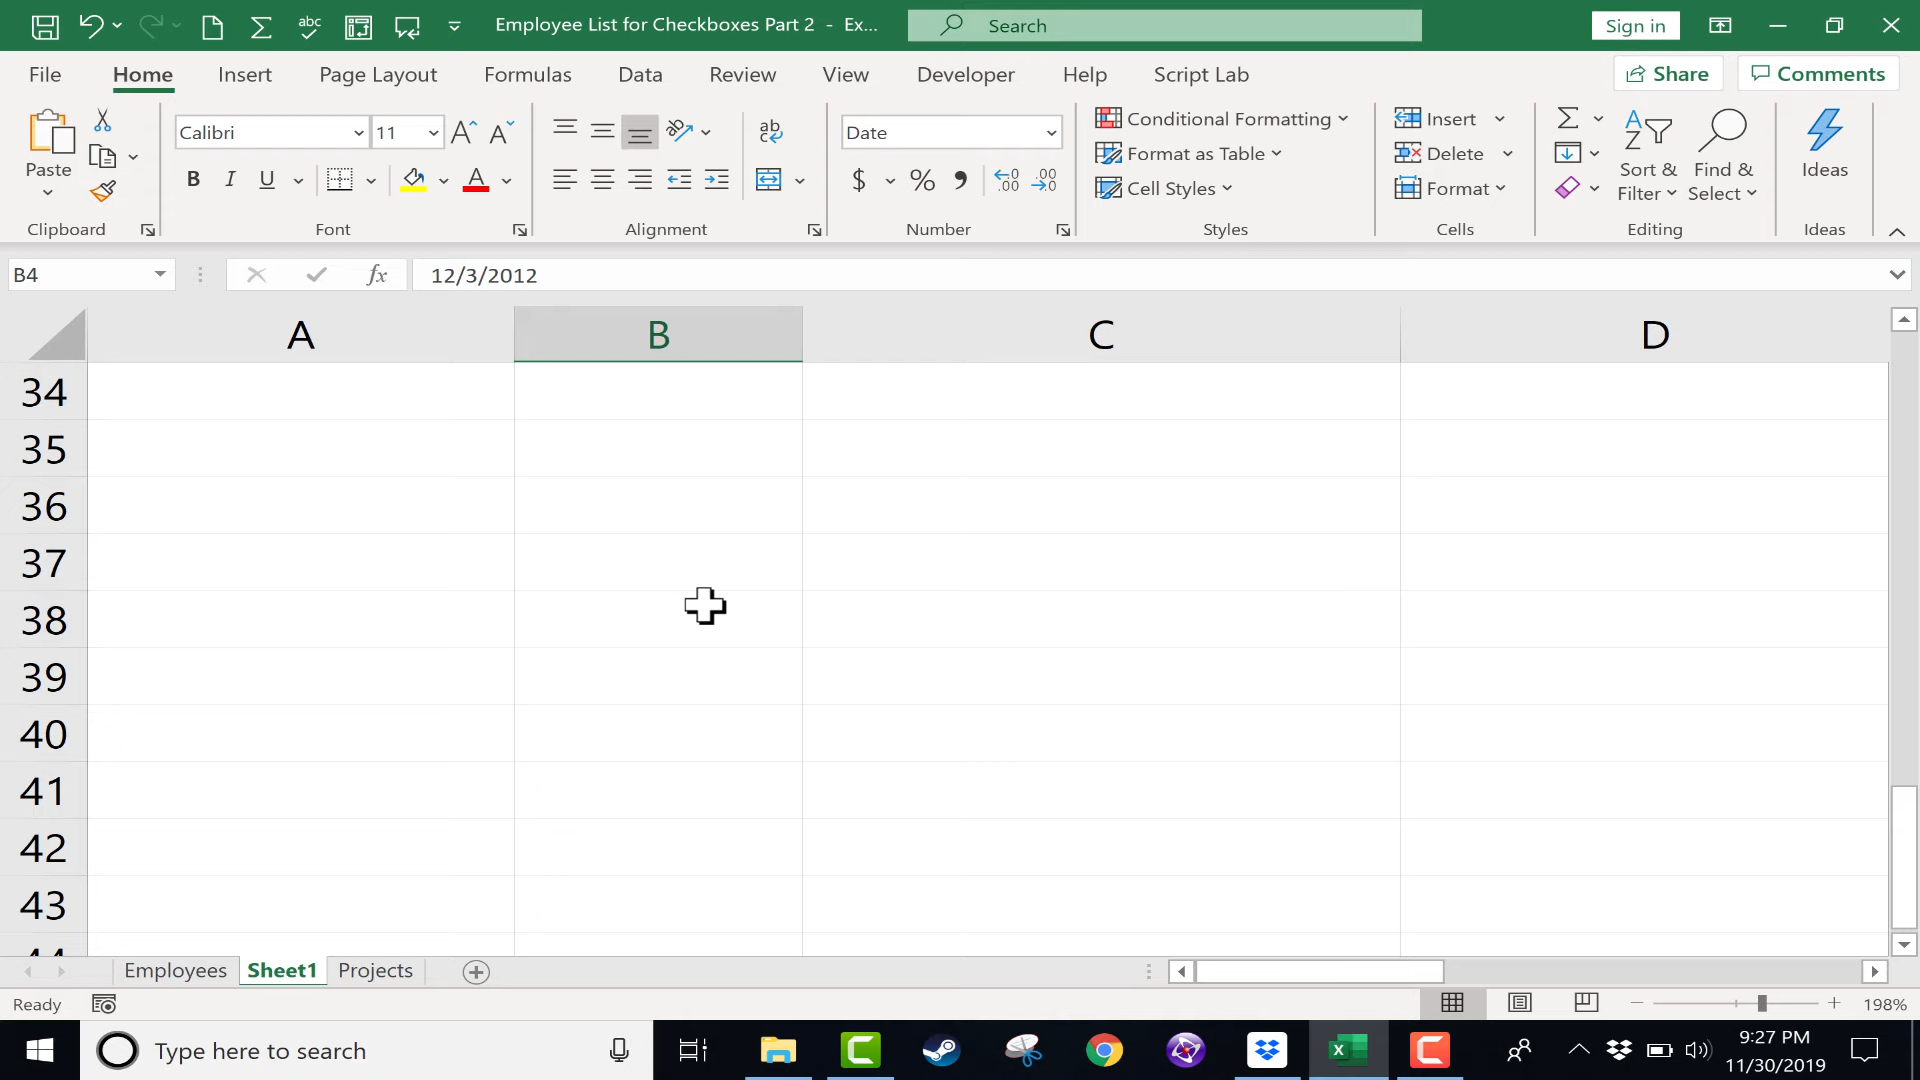 abc
Employee List for Checkboxes Part 2 - Ex...
Search
Sign in
File Home Insert Page Layout Formulas Data Review View Developer Help Script Lab
Share
Comments
Paste
Calibri 11
Date
Conditional Formatting
Format as Table
Cell Styles
Insert
Delete
Format
Sort &
Filter
Find &
Select
Ideas
Clipboard Font Alignment Number Styles Cells Editing Ideas
B4
fx
12/3/2012
A B C D
34
35
36
37
38
39
40
41
42
43
44
Employees Sheet1 Projects
Ready
198%
Type here to search
9:27 PM
11/30/2019